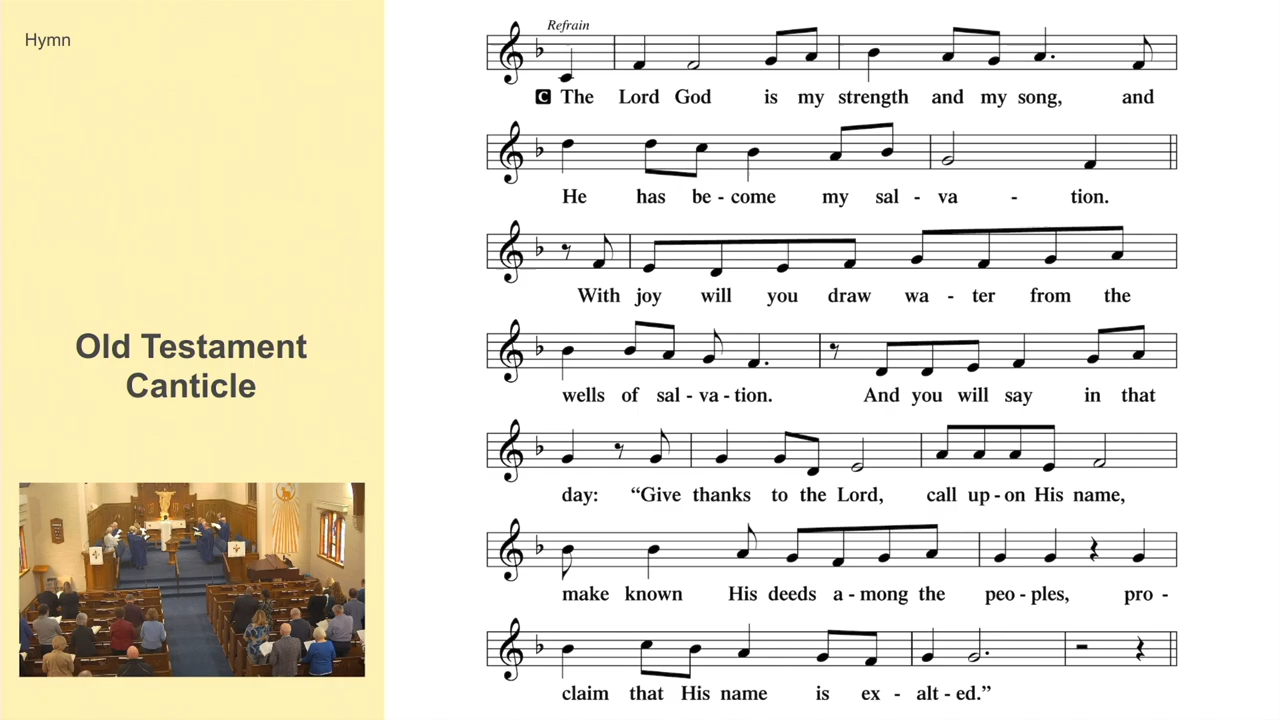 Hymn
Old Testament
Canticle
Refrain
C The Lord God is my strength and my song, and
He has be - come my sal - va - tion.
With joy will you draw wa - ter from the
wells of sal - va - tion. And you will say in that
day: “Give thanks to the Lord, call up - on His name,
make known His deeds a - mong the peo - ples, pro -
claim that His name is ex - alt - ed.”